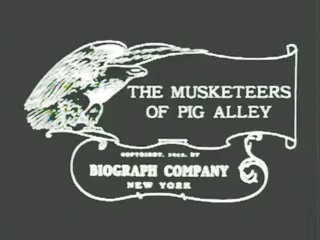 THE MUSKETEERS
OF PIG ALLEY
COPYRIGHT, 1912, BY
BIOGRAPH COMPANY
NEW YORK